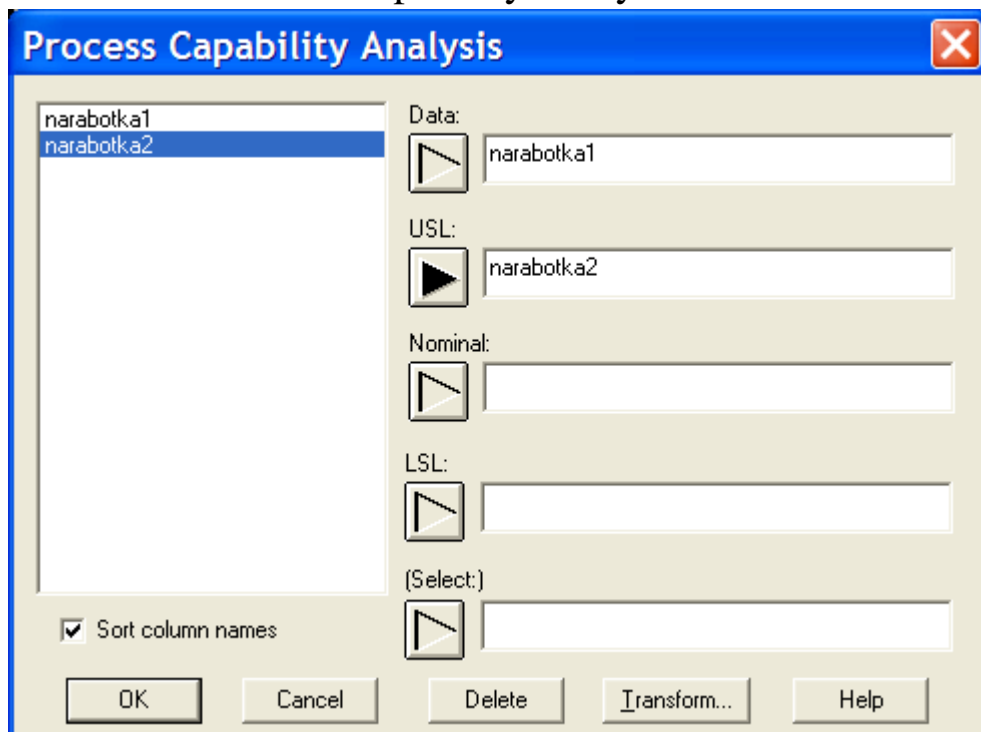 Process Capability Analysis
narabotka1
narabotka2
Sort column names
Data:
narabotka1
USL:
narabotka2
Nominal:
LSL:
(Select:)
OK
Cancel
Delete
Transform...
Help